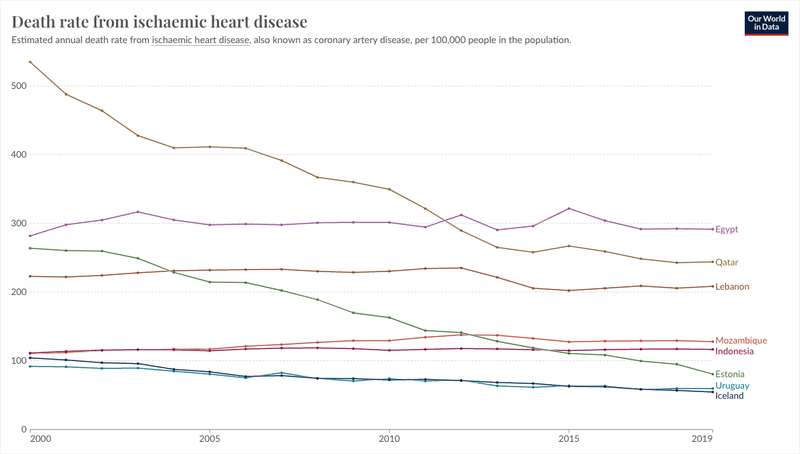 Death rate from ischaemic heart disease
Our World
in Data
Estimated annual death rate from ischaemic heart disease, also known as coronary artery disease, per 100,000 people in the population.
500
400
300
200
100
0
Egypt
Qatar
Lebanon
Mozambique
Indonesia
Estonia
Uruguay
Iceland
2000
2005
2010
2015
2019